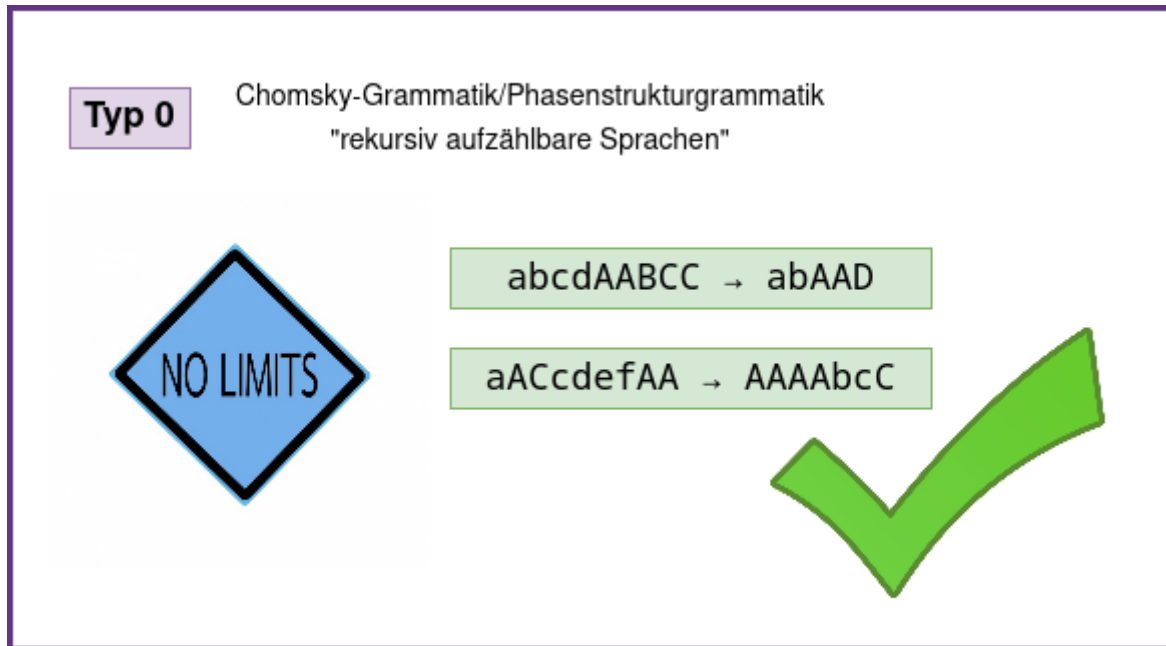 Typ 0
Chomsky-Grammatik/Phasenstrukturgrammatik
"rekursiv aufzählbare Sprachen"
NO LIMITS
abcdAABCC → abAAD
aACcdefAA → AAAAbcC